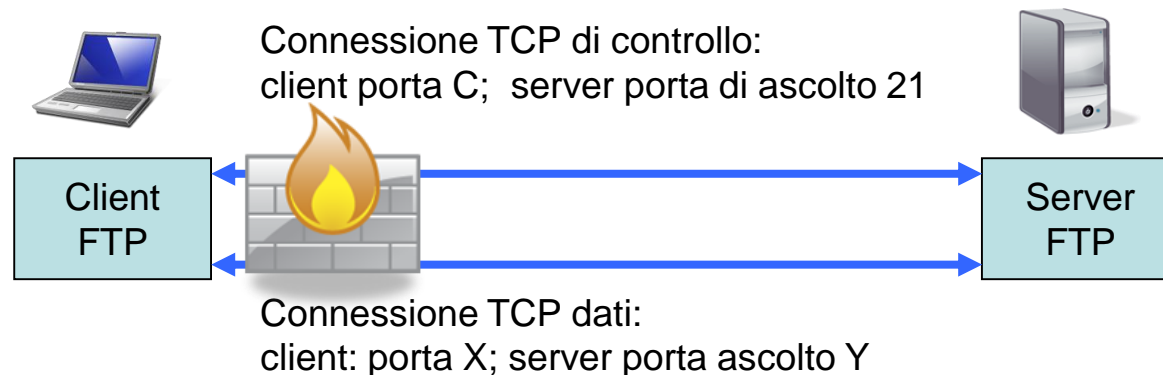 Connessione TCP di controllo:
client porta C; server porta di ascolto 21
Client
FTP
Server
FTP
Connessione TCP dati:
client: porta X; server porta ascolto Y